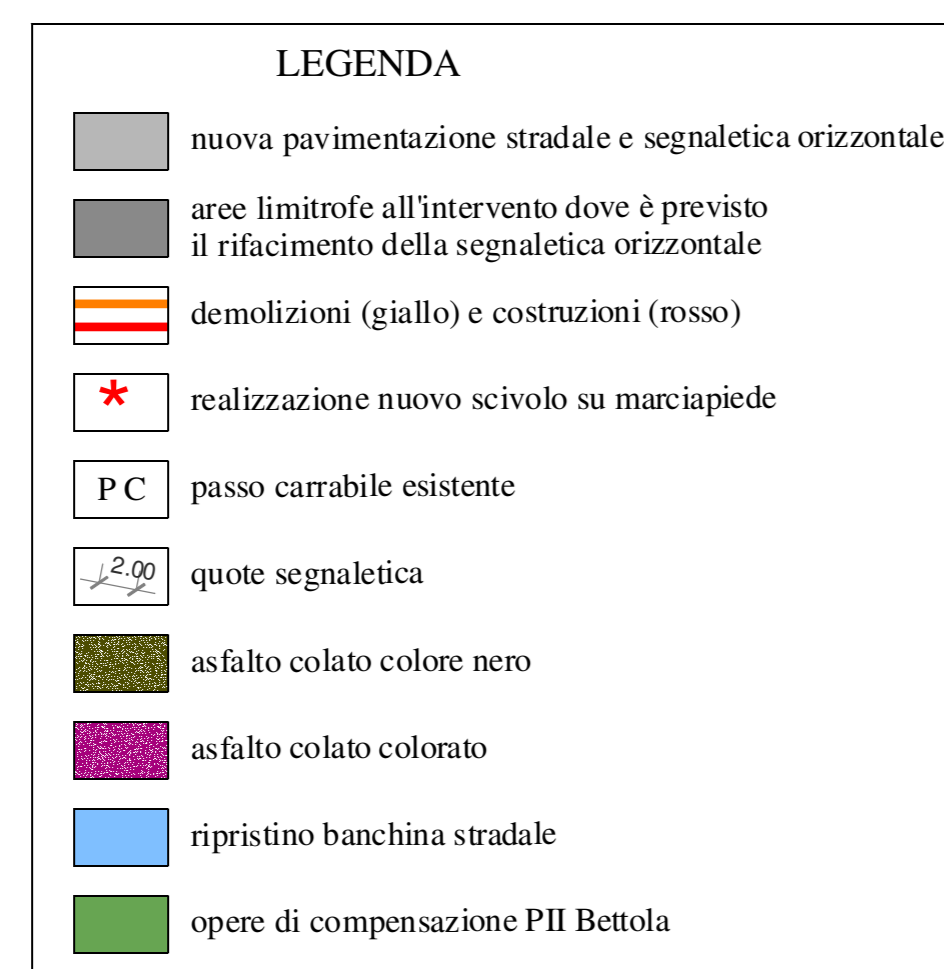 LEGENDA
nuova pavimentazione stradale e segnaletica orizzontale
aree limitrofe all'intervento dove è previsto
il rifacimento della segnaletica orizzontale
demolizioni (giallo) e costruzioni (rosso)
* realizzazione nuovo scivolo su marciapiede
P C passo carrabile esistente
2.00 quote segnaletica
asfalto colato colore nero
asfalto colato colorato
ripristino banchina stradale
opere di compensazione PII Bettola